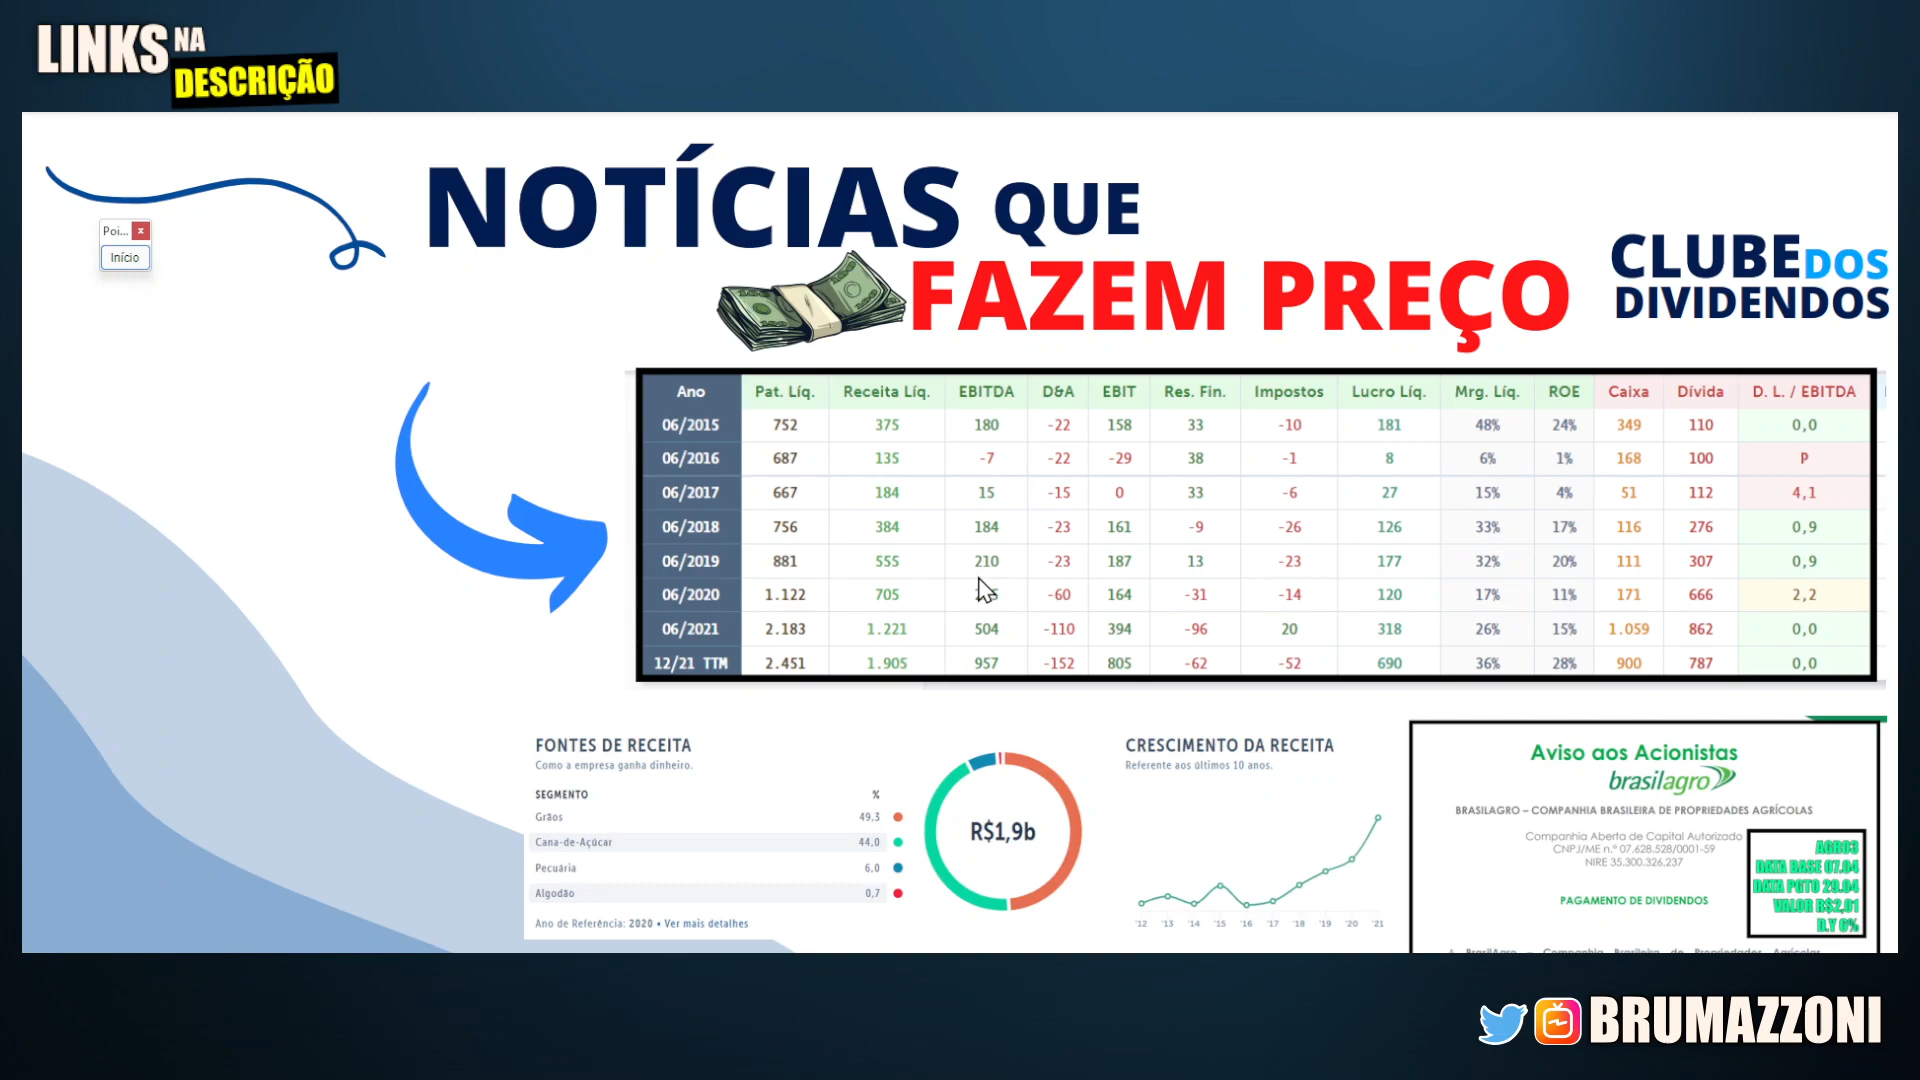 LINKS NA
DESCRIÇÃO
NOTÍCIAS QUE
FAZEM PREÇO
CLUBE DOS
DIVIDENDOS
Poi... x
Início
Ano Pat. Líq. Receita Líq. EBITDA D&A EBIT Res. Fin. Impostos Lucro Líq. Mrg. Líq. ROE Caixa Dívida D. L. / EBITDA
06/2015 752 375 180 -22 158 33 -10 181 48% 24% 349 110 0,0
06/2016 687 135 -7 -22 -29 38 -1 8 6% 1% 168 100 P
06/2017 667 184 15 -15 0 33 -6 27 15% 4% 51 112 4,1
06/2018 756 384 184 -23 161 -9 -26 126 33% 17% 116 276 0,9
06/2019 881 555 210 -23 187 13 -23 177 32% 20% 111 307 0,9
06/2020 1.122 705 -60 164 -31 -14 120 17% 11% 171 666 2,2
06/2021 2.183 1.221 504 -110 394 -96 20 318 26% 15% 1.059 862 0,0
12/21 TTM 2.451 1.905 957 -152 805 -62 -52 690 36% 28% 900 787 0,0
FONTES DE RECEITA
Como a empresa ganha dinheiro.
SEGMENTO %
Grãos 49,3
Cana-de-Açúcar 44,0
Pecuária 6,0
Algodão 0,7
Ano de Referência: 2020 • Ver mais detalhes
R$1,9b
CRESCIMENTO DA RECEITA
Referente aos últimos 10 anos.
'12 '13 '14 '15 '16 '17 '18 '19 '20 '21
Aviso aos Acionistas
brasilagro
BRASILAGRO – COMPANHIA BRASILEIRA DE PROPRIEDADES AGRÍCOLAS
Companhia Aberta de Capital Autorizado
CNPJ/ME n.º 07.628.528/0001-59
NIRE 35.300.326.237
PAGAMENTO DE DIVIDENDOS
AGRO3
DATA BASE 07.04
DATA PGTO 29.04
VALOR R$2,01
D.Y 6%
A BrasilAgro – Companhia Brasileira de Propriedades Agrícolas
BRUMAZZONI